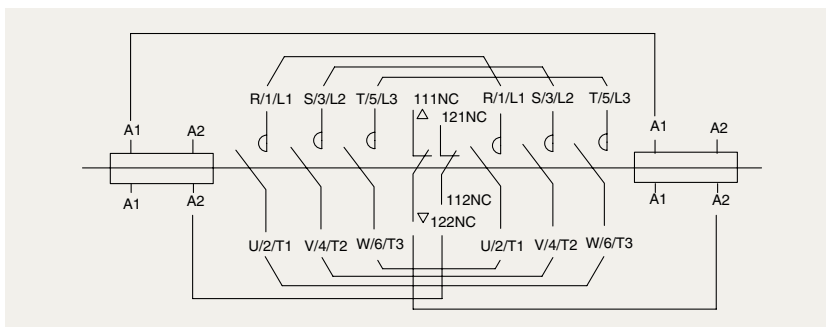 R/1/L1 S/3/L2 T/5/L3 111NC R/1/L1 S/3/L2 T/5/L3
121NC
A1 A2 A1 A2
A1 A2 A1 A2
112NC
122NC
U/2/T1 V/4/T2 W/6/T3 U/2/T1 V/4/T2 W/6/T3